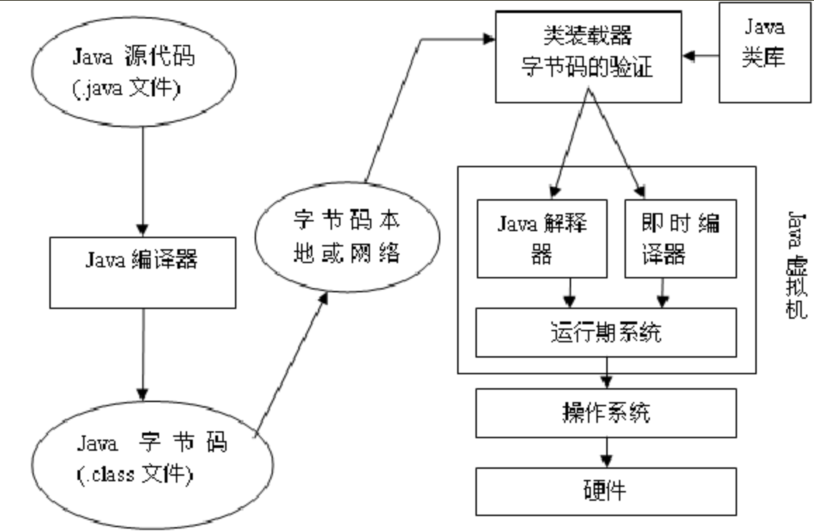 Java 源代码
(.java 文件)
Java 编译器
Java 字节码
(.class 文件)
字节码本
地或网络
类装载器
字节码的验证
Java
类库
Java 解释
器
即时编
译器
运行期系统
Java 虚拟机
操作系统
硬件